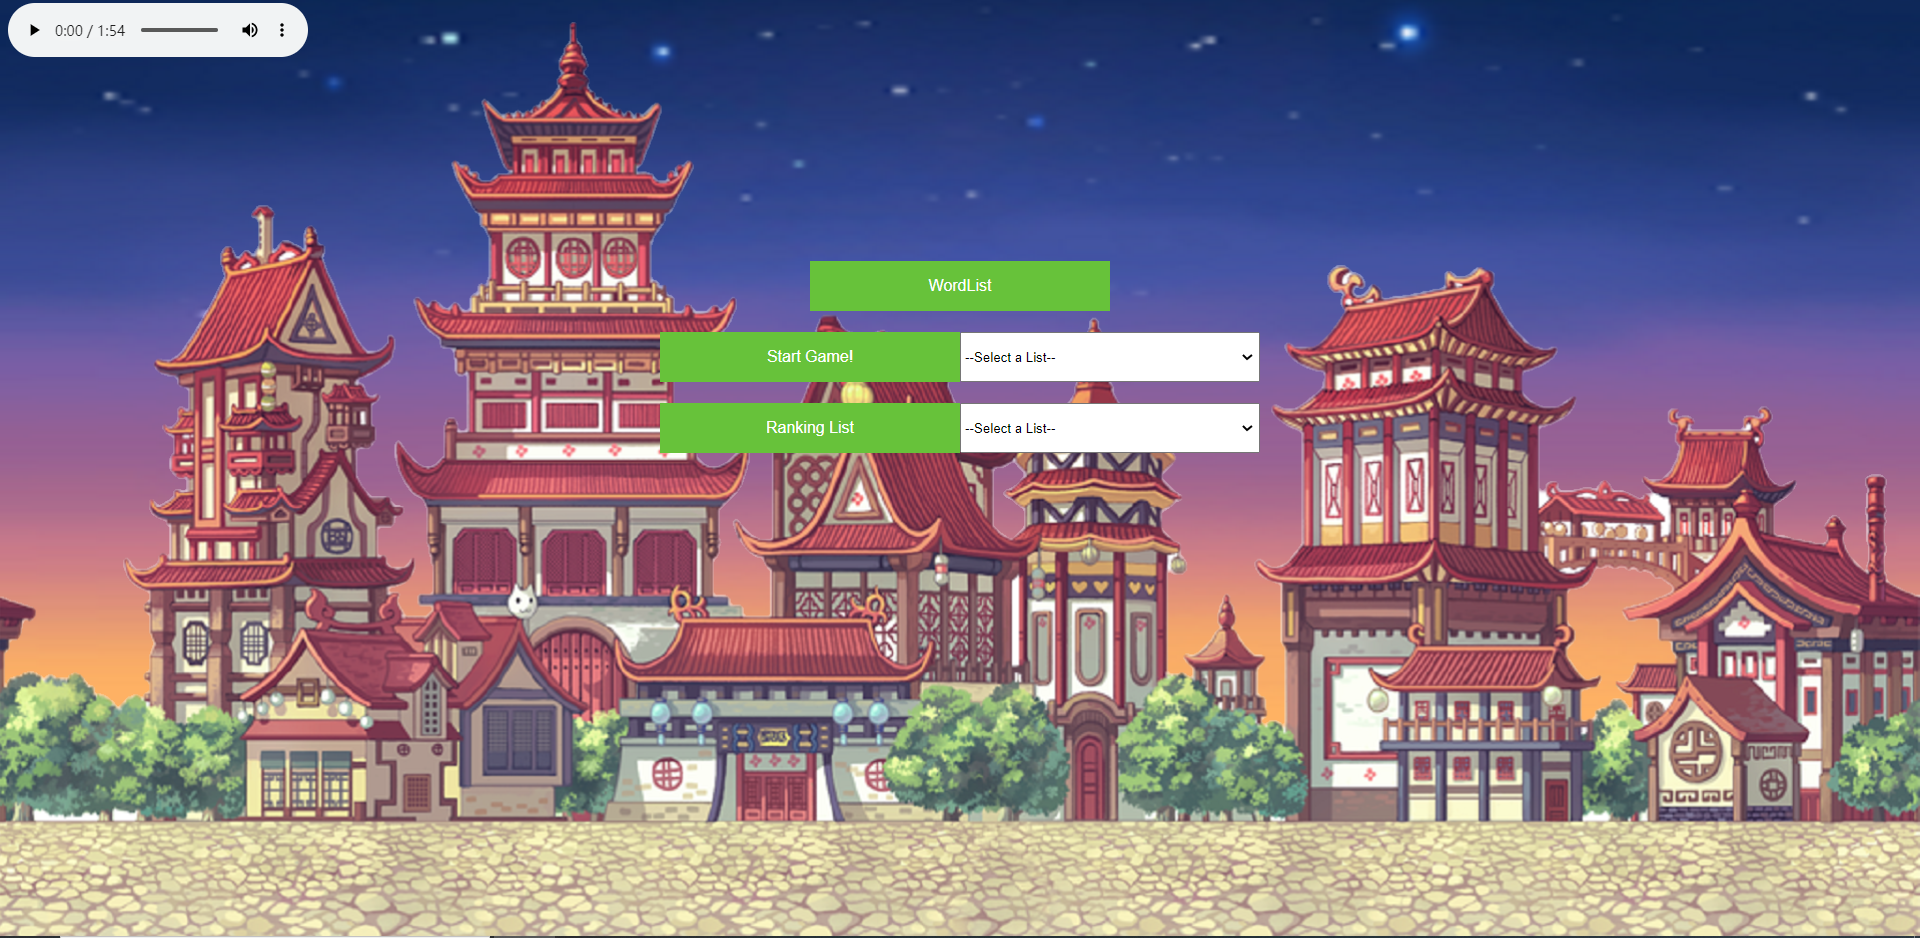 0:00 / 1:54
WordList
Start Game!
--Select a List--
Ranking List
--Select a List--